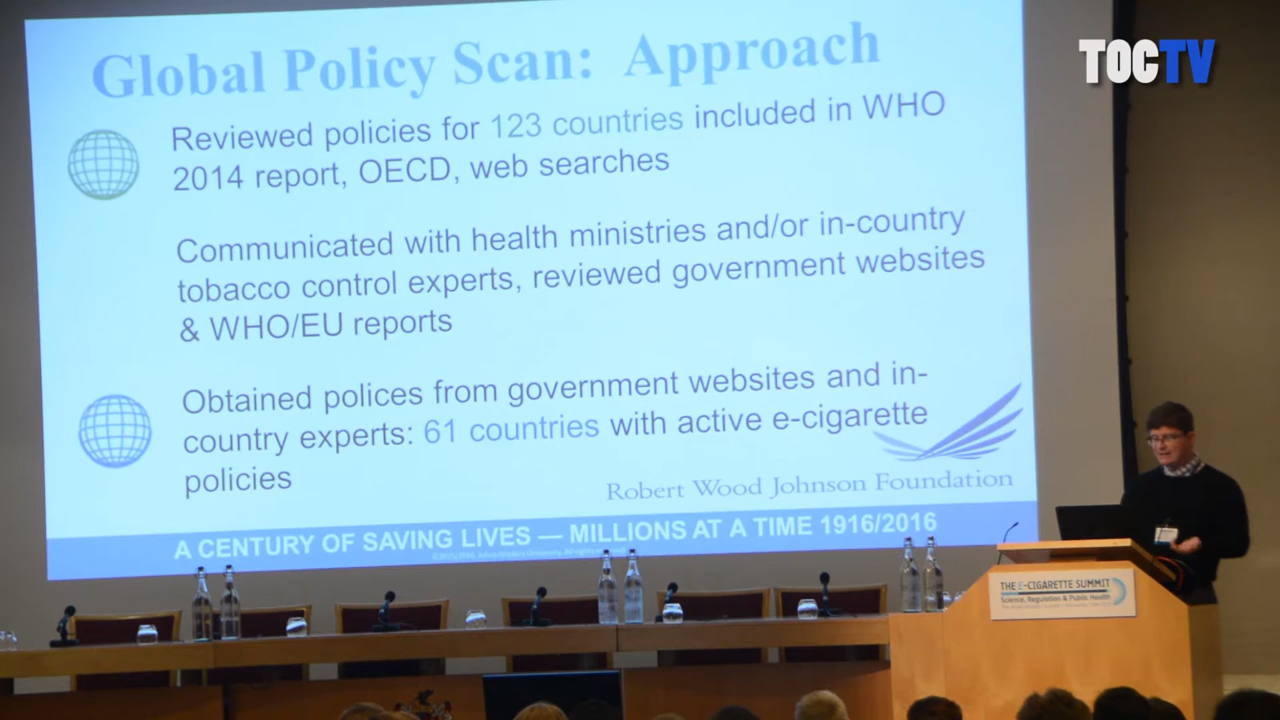 TOCTV
Global Policy Scan: Approach
Reviewed policies for 123 countries included in WHO
2014 report, OECD, web searches
Communicated with health ministries and/or in-country
tobacco control experts, reviewed government websites
& WHO/EU reports
Obtained polices from government websites and in-
country experts: 61 countries with active e-cigarette
policies
Robert Wood Johnson Foundation
A CENTURY OF SAVING LIVES — MILLIONS AT A TIME 1916/2016
THE E-CIGARETTE SUMMIT
Science, Regulation & Public Health